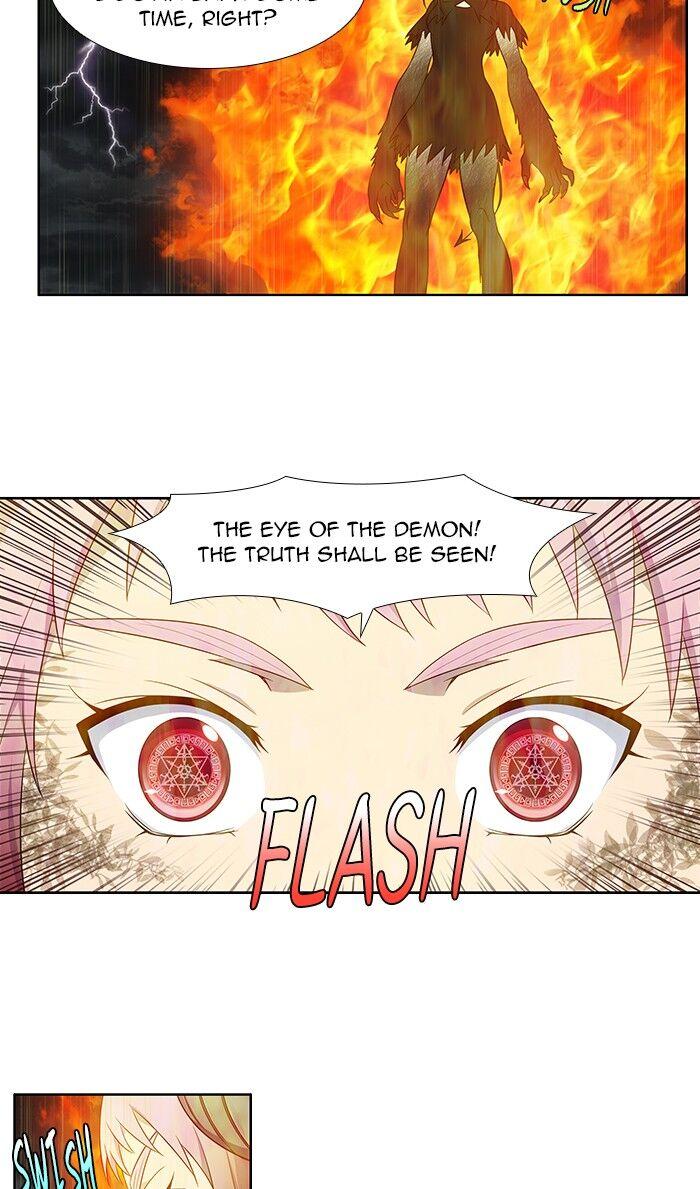 TIME, RIGHT?
THE EYE OF THE DEMON!
THE TRUTH SHALL BE SEEN!
FLASH
SWISH